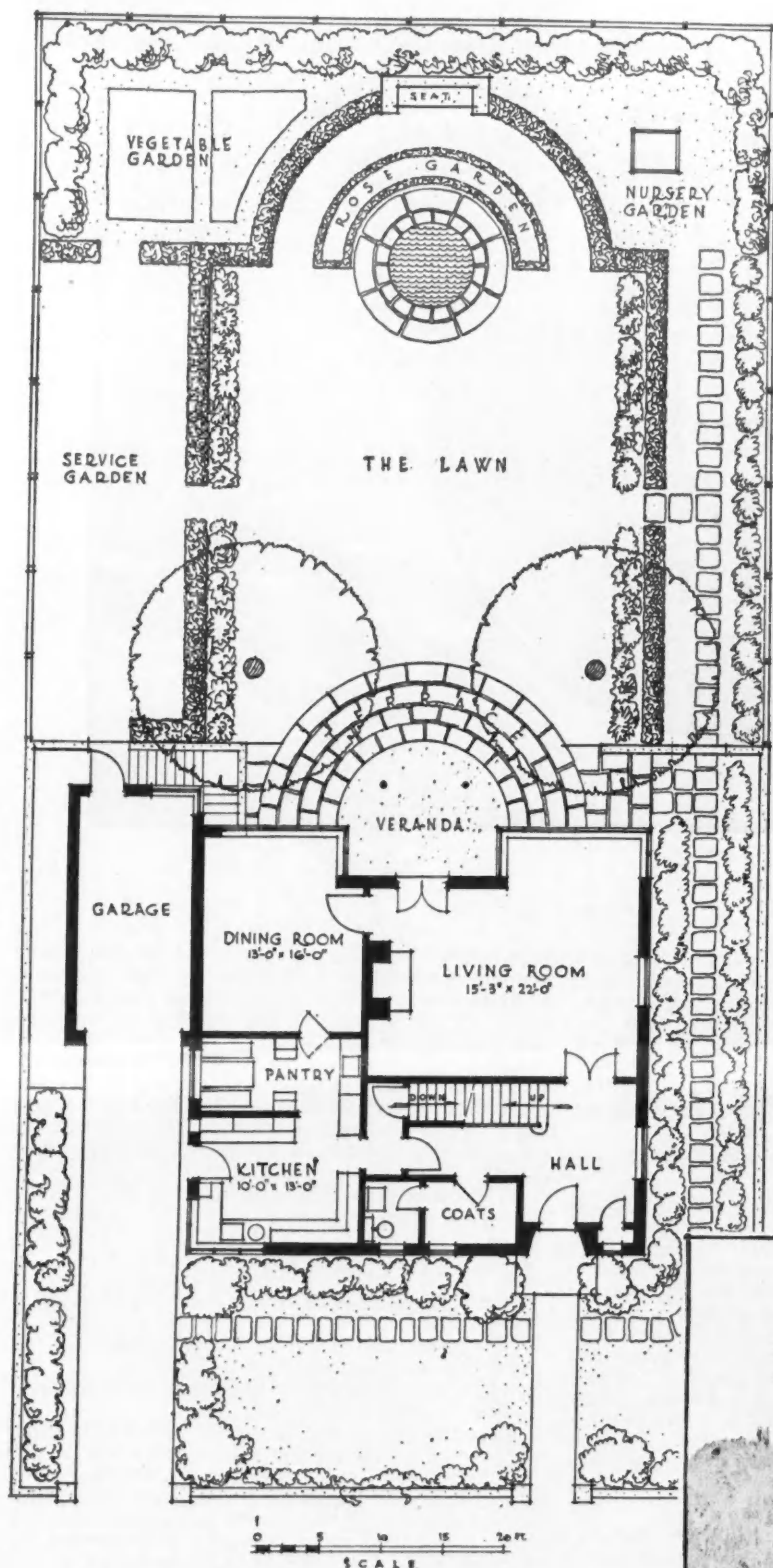 SEAT.
VEGETABLE
GARDEN
ROSE GARDEN
NURSERY
GARDEN
SERVICE
GARDEN
THE LAWN
TERRACE
VERANDA
GARAGE
DINING ROOM
13'-0" x 16'-0"
LIVING ROOM
15'-3" x 22'-0"
PANTRY
DOWN
UP
KITCHEN
10'-0" x 13'-0"
HALL
COATS
0 5 10 15 20 FT.
SCALE